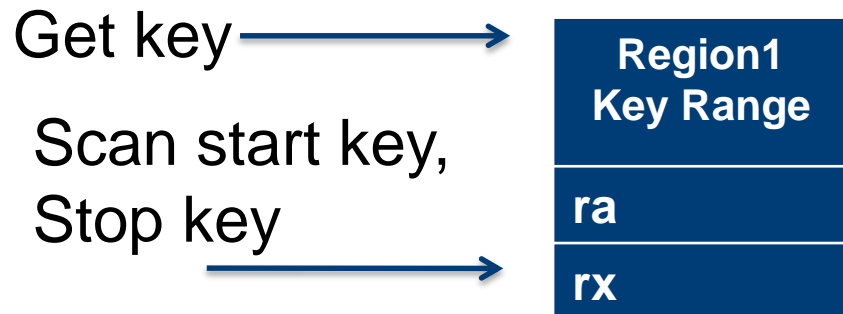 Get key
Scan start key,
Stop key
Region1
Key Range
ra
rx